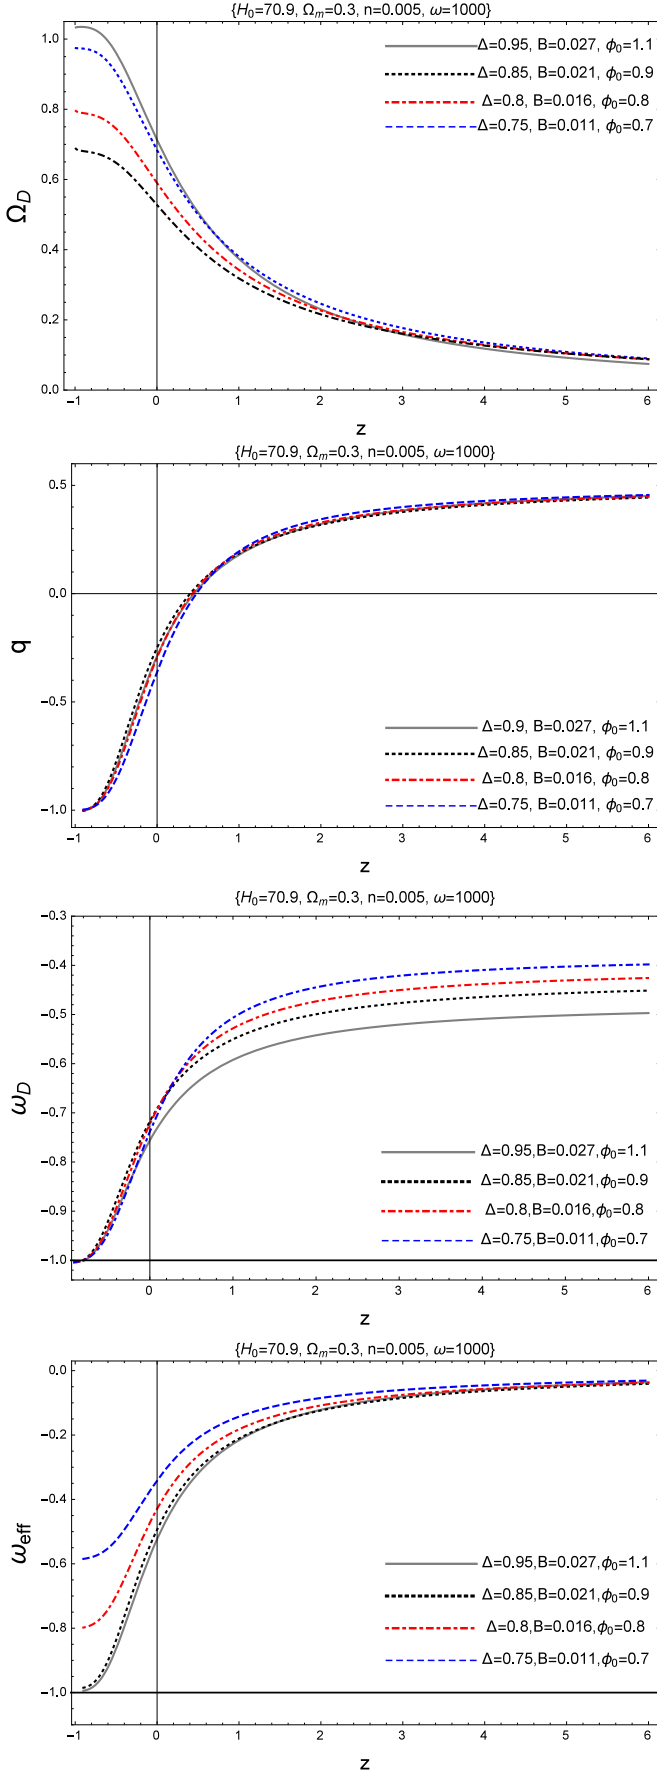 {H₀=70.9, Ωₘ=0.3, n=0.005, ω=1000}
Δ=0.95, B=0.027, ϕ₀=1.1
Δ=0.85, B=0.021, ϕ₀=0.9
Δ=0.8, B=0.016, ϕ₀=0.8
Δ=0.75, B=0.011, ϕ₀=0.7
1.0
0.8
0.6
0.4
0.2
0.0
Ω_D
-1 0 1 2 3 4 5 6
z
{H₀=70.9, Ωₘ=0.3, n=0.005, ω=1000}
0.5
0.0
-0.5
-1.0
q
Δ=0.9, B=0.027, ϕ₀=1.1
Δ=0.85, B=0.021, ϕ₀=0.9
Δ=0.8, B=0.016, ϕ₀=0.8
Δ=0.75, B=0.011, ϕ₀=0.7
-1 0 1 2 3 4 5 6
z
{H₀=70.9, Ωₘ=0.3, n=0.005, ω=1000}
-0.3
-0.4
-0.5
-0.6
-0.7
-0.8
-0.9
-1.0
ω_D
Δ=0.95,B=0.027,ϕ₀=1.1
Δ=0.85,B=0.021,ϕ₀=0.9
Δ=0.8,B=0.016,ϕ₀=0.8
Δ=0.75,B=0.011,ϕ₀=0.7
0 1 2 3 4 5 6
z
{H₀=70.9, Ωₘ=0.3, n=0.005, ω=1000}
0.0
-0.2
-0.4
-0.6
-0.8
-1.0
ω_eff
Δ=0.95,B=0.027,ϕ₀=1.1
Δ=0.85,B=0.021,ϕ₀=0.9
Δ=0.8,B=0.016,ϕ₀=0.8
Δ=0.75,B=0.011,ϕ₀=0.7
-1 0 1 2 3 4 5 6
z